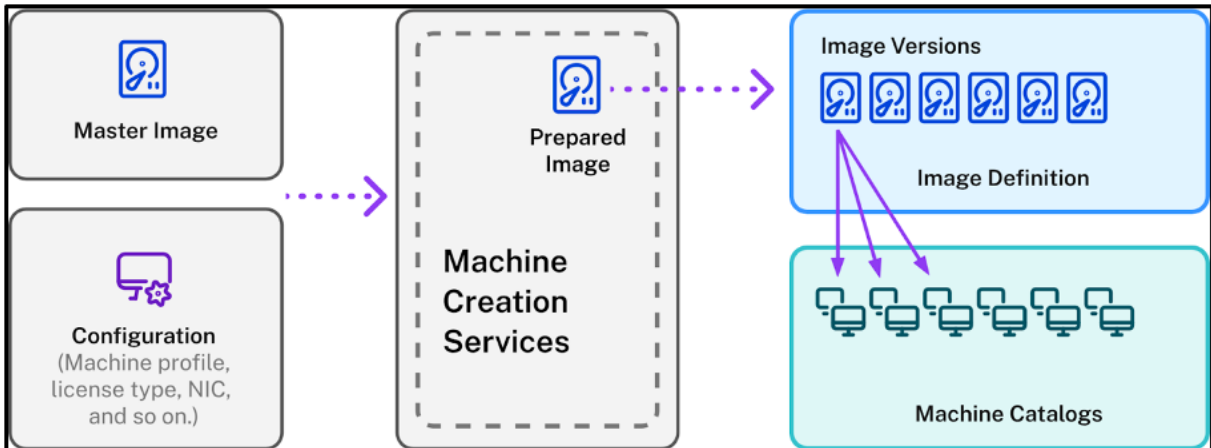 Master Image
Configuration
(Machine profile,
license type, NIC,
and so on.)
Prepared
Image
Machine
Creation
Services
Image Versions
Image Definition
Machine Catalogs